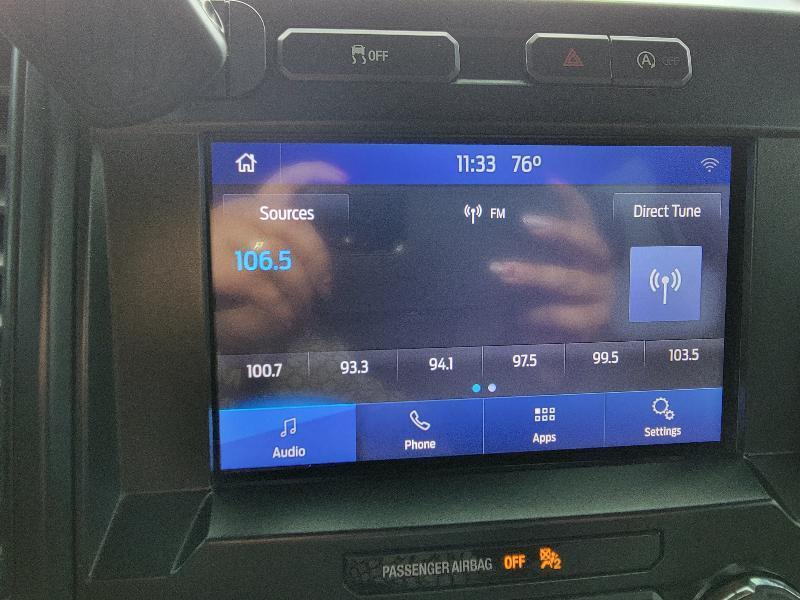 OFF
A OFF
11:33 76°
Sources
FM
Direct Tune
106.5
100.7 93.3 94.1 97.5 99.5 103.5
Audio Phone Apps Settings
PASSENGER AIRBAG OFF 2